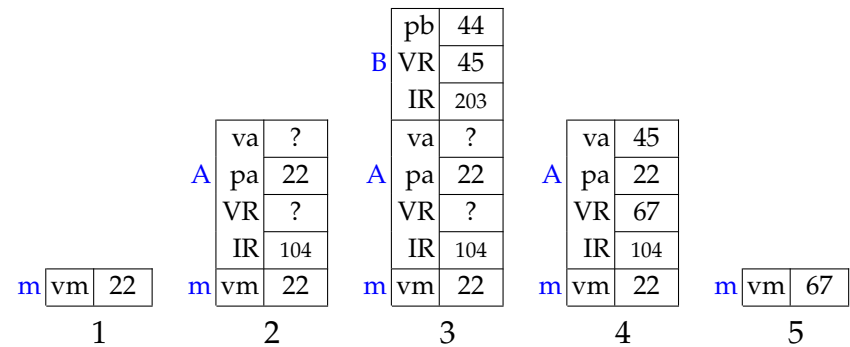 pb 44
B VR 45
IR 203
va ? va ? va 45
A pa 22 A pa 22 A pa 22
VR ? VR ? VR 67
IR 104 IR 104 IR 104
m vm 22 m vm 22 m vm 22 m vm 22 m vm 67
1 2 3 4 5